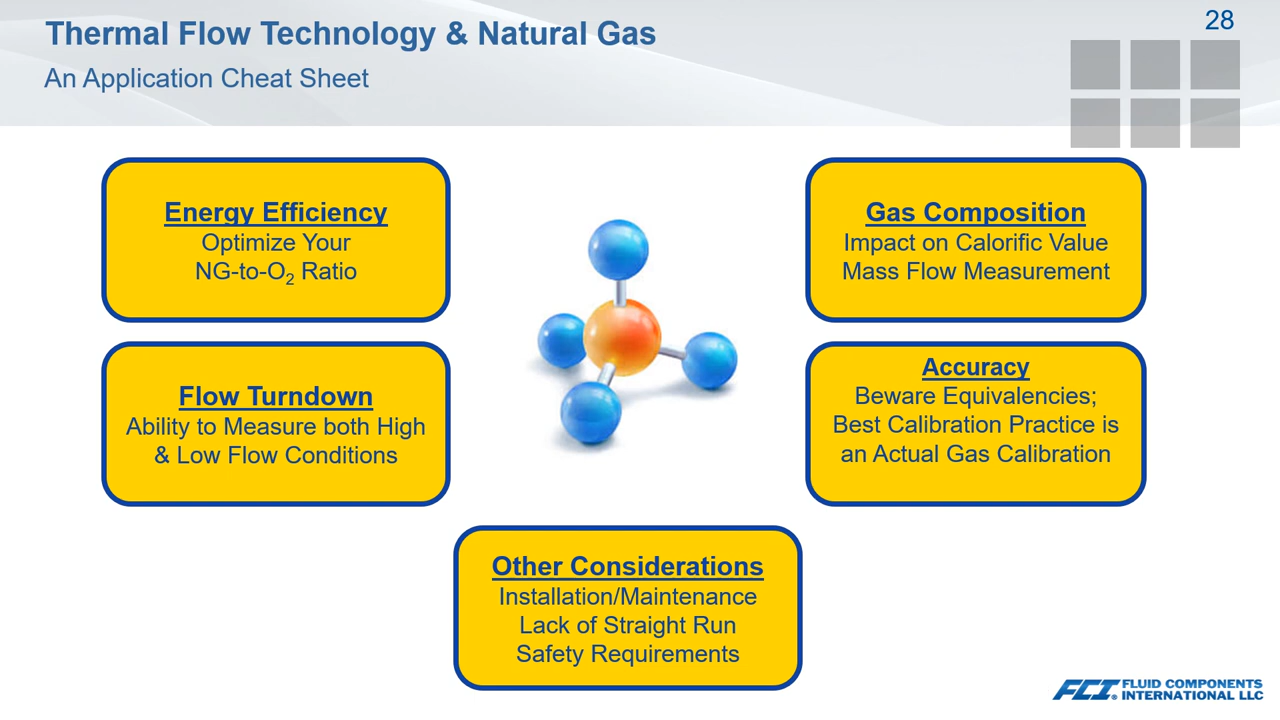 Thermal Flow Technology & Natural Gas
28
An Application Cheat Sheet
Energy Efficiency
Optimize Your
NG-to-O₂ Ratio
Gas Composition
Impact on Calorific Value
Mass Flow Measurement
Flow Turndown
Ability to Measure both High
& Low Flow Conditions
Accuracy
Beware Equivalencies;
Best Calibration Practice is
an Actual Gas Calibration
Other Considerations
Installation/Maintenance
Lack of Straight Run
Safety Requirements
FCI® FLUID COMPONENTS
INTERNATIONAL LLC